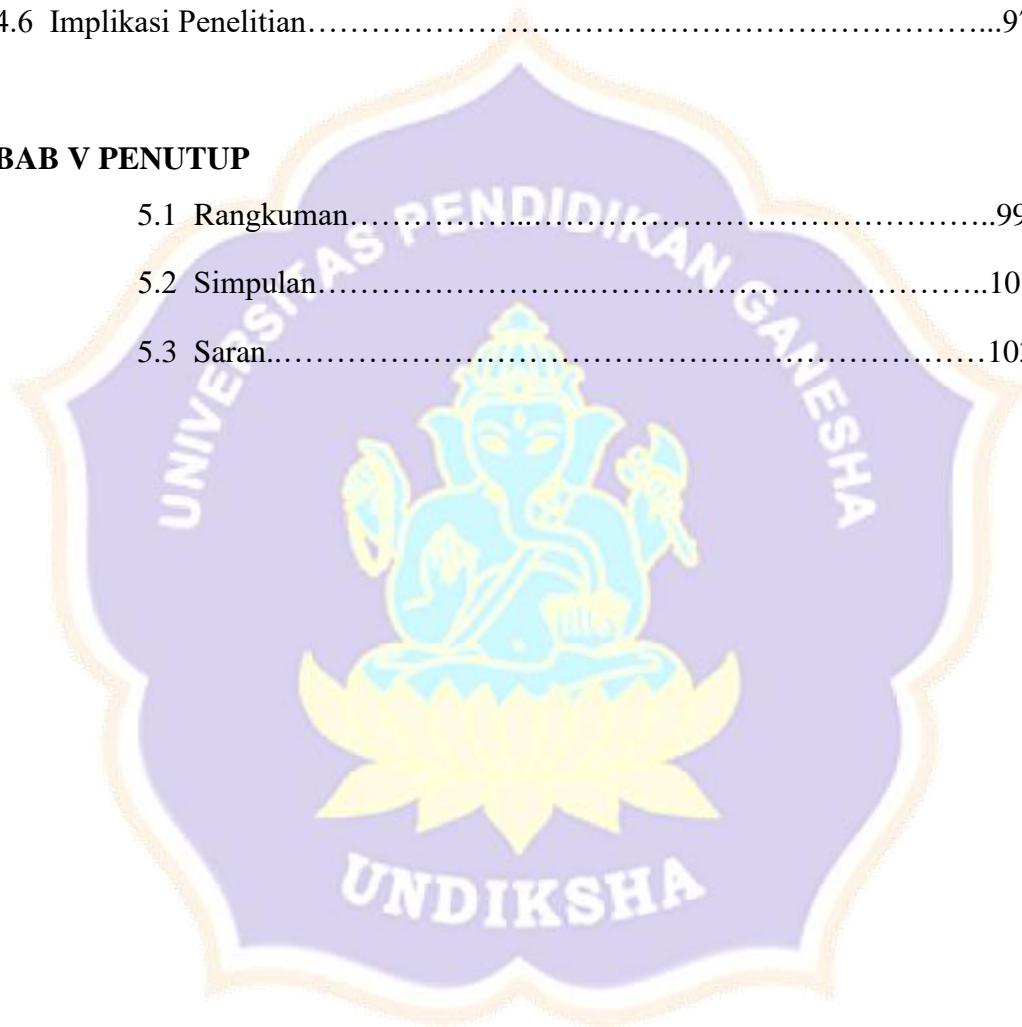 4.6 Implikasi Penelitian……………………………………………………...9
BAB V PENUTUP
5.1 Rangkuman……………………………………………………..99
5.2 Simpulan……………………………………………………..10
5.3 Saran..……………………………………………………10
UNIVERSITAS PENDIDIKAN GANESHA
UNDIKSHA